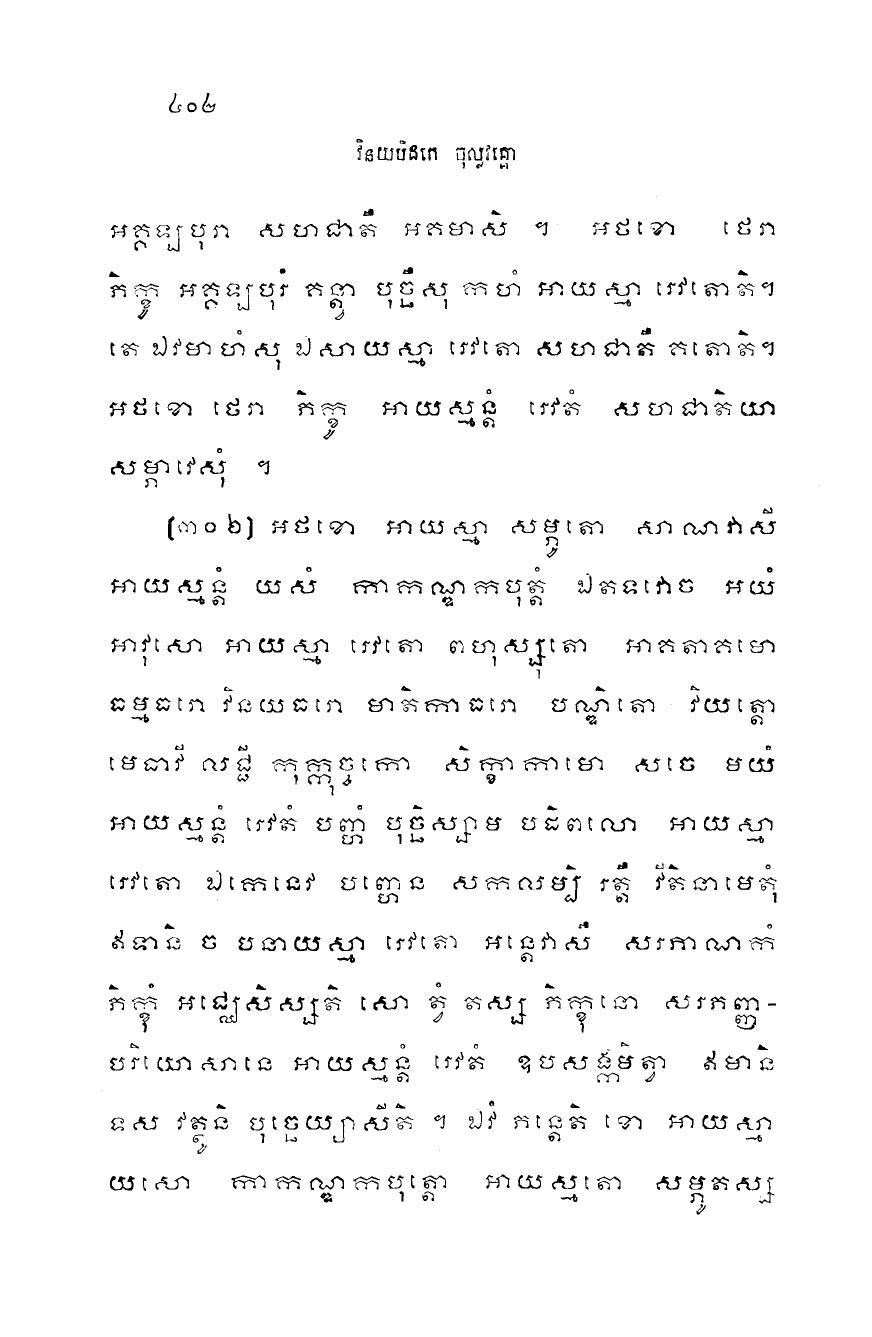 ៤០២
វិនយបិដកេ ចុល្លវគ្គោ
អគ្គឡបុរា សហជាតឹ អគមាសិ ។ អថខោ ថេរា
ភិក្ខូ អគ្គឡបុរំ គន្ត្វា បុច្ឆឹសុ កហំ អាយស្មា រេវតោតិ។
តេ ឯវមាហំសុ ឯសាយស្មា រេវតោ សហជាតឹ គតោតិ។
អថខោ ថេរា ភិក្ខូ អាយស្មន្តំ រេវតំ សហជាតិយា
សម្ភាវេសុំ ។
(៣០៦) អថខោ អាយស្មា សម្ភូតោ សាណវាសី
អាយស្មន្តំ យសំ កាកណ្ឌកបុត្តំ ឯតទវោច អយំ
អាវុសោ អាយស្មា រេវតោ ពហុស្សុតោ អាគតាគមោ
ធម្មធរោ វិនយធរោ មាតិកាធរោ បណ្ឌិតោ វិយត្តោ
មេធាវី លជ្ជី កុក្កុច្ចកោ សិក្ខាកាមោ សចេ មយំ
អាយស្មន្តំ រេវតំ បញ្ហំ បុច្ឆិស្សាម បដិពលោ អាយស្មា
រេវតោ ឯកេនេវ បញ្ហេន សកលម្បិ រត្តឹ វីតិនាមេតុំ
ឥទានិ ច បនាយស្មា រេវតោ អន្តេវាសឹ សរភាណកំ
ភិក្ខុំ អជ្ឈេសិស្សតិ សោ ត្វំ តស្ស ភិក្ខុនោ សរភញ្ញ-
បរិយោសានេ អាយស្មន្តំ រេវតំ ឧបសង្កមិត្វា ឥមានិ
ទស វត្ថូនិ បុច្ឆេយ្យាសីតិ ។ ឯវំ ភន្តេតិ ខោ អាយស្មា
យសោ កាកណ្ឌកបុត្តោ អាយស្មតោ សម្ភូតស្ស